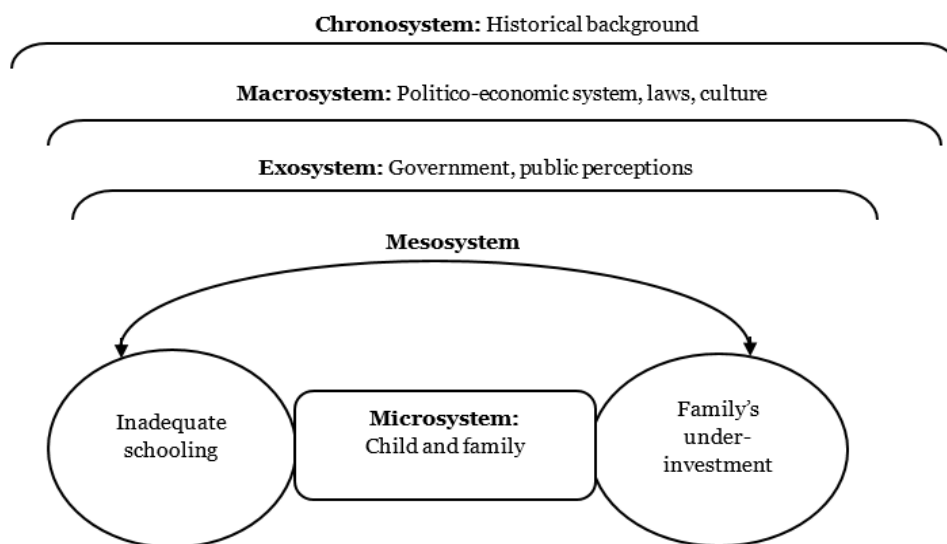 Chronosystem: Historical background
Macrosystem: Politico-economic system, laws, culture
Exosystem: Government, public perceptions
Mesosystem
Inadequate
schooling
Microsystem:
Child and family
Family's
under-
investment